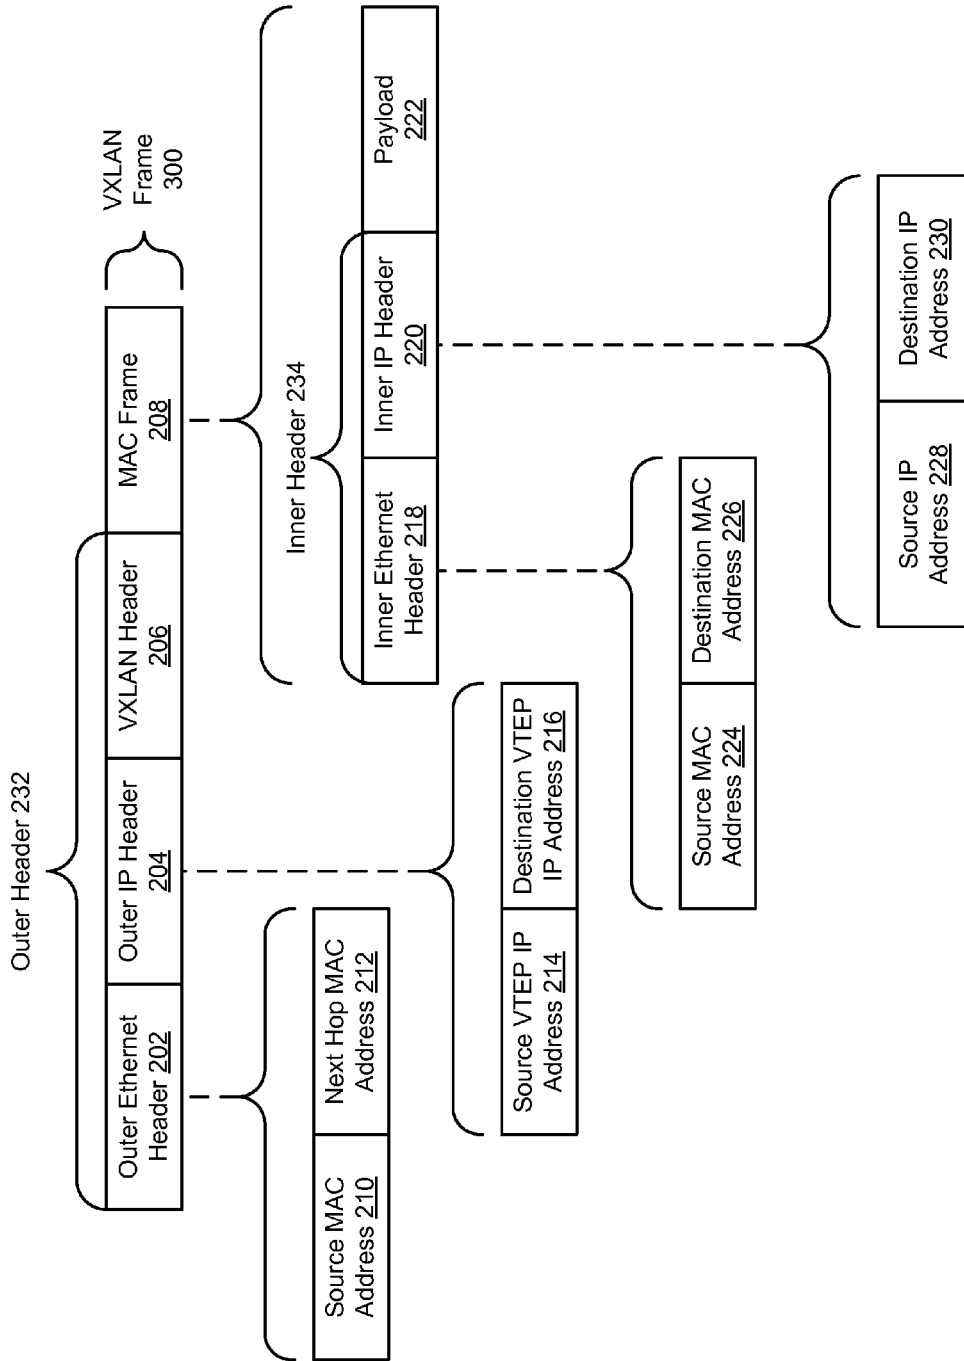 Outer Header 232
VXLAN
Frame
300
Outer Ethernet
Header 202
Outer IP Header
204
VXLAN Header
206
MAC Frame
208
Inner Header 234
Source MAC
Address 210
Next Hop MAC
Address 212
Inner Ethernet
Header 218
Inner IP Header
220
Payload
222
Source VTEP IP
Address 214
Destination VTEP
IP Address 216
Source MAC
Address 224
Destination MAC
Address 226
Source IP
Address 228
Destination IP
Address 230